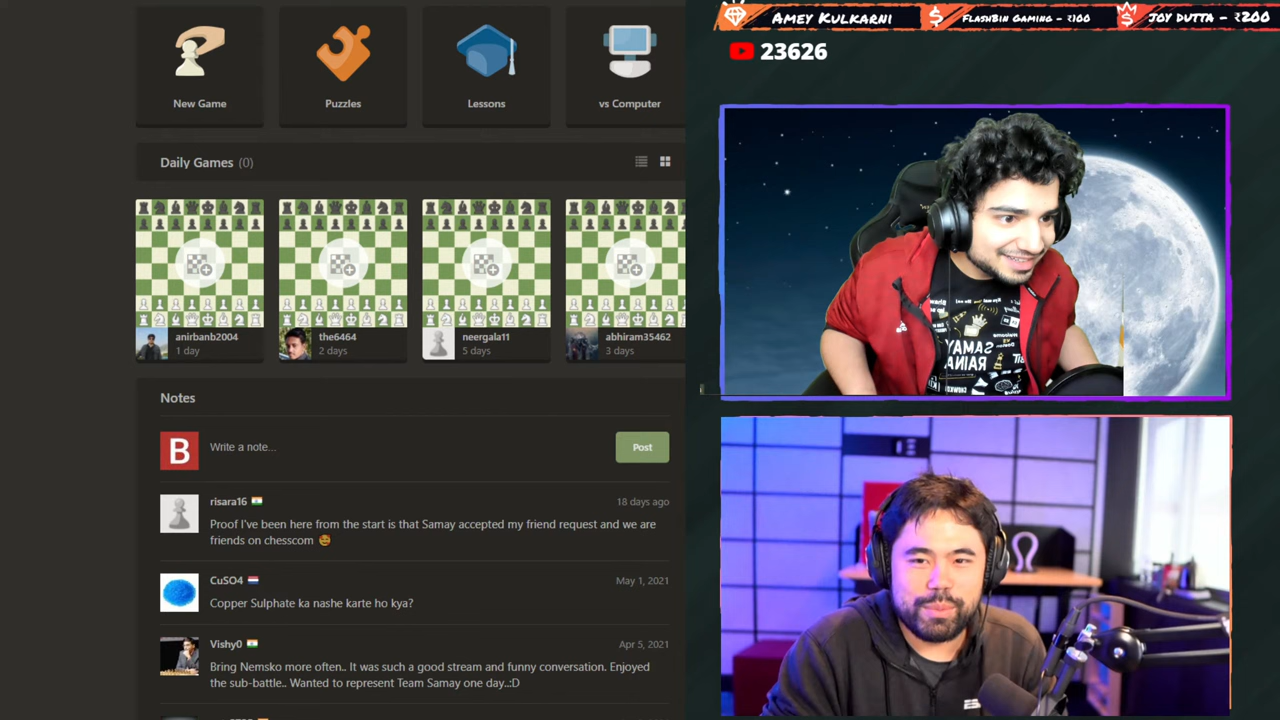 AMEY KULKARNI
FLASHBIN GAMING - ₹100
JOY DUTTA - ₹200
23626
New Game
Puzzles
Lessons
vs Computer
Daily Games (0)
anirbanb2004
1 day
the6464
2 days
neergala11
5 days
abhiram35462
3 days
Notes
B
Write a note...
Post
risara16
18 days ago
Proof I've been here from the start is that Samay accepted my friend request and we are
friends on chesscom
CuSO4
May 1, 2021
Copper Sulphate ka nashe karte ho kya?
Vishy0
Apr 5, 2021
Bring Nemsko more often.. It was such a good stream and funny conversation. Enjoyed
the sub-battle.. Wanted to represent Team Samay one day..:D
SAMAY
RAINA